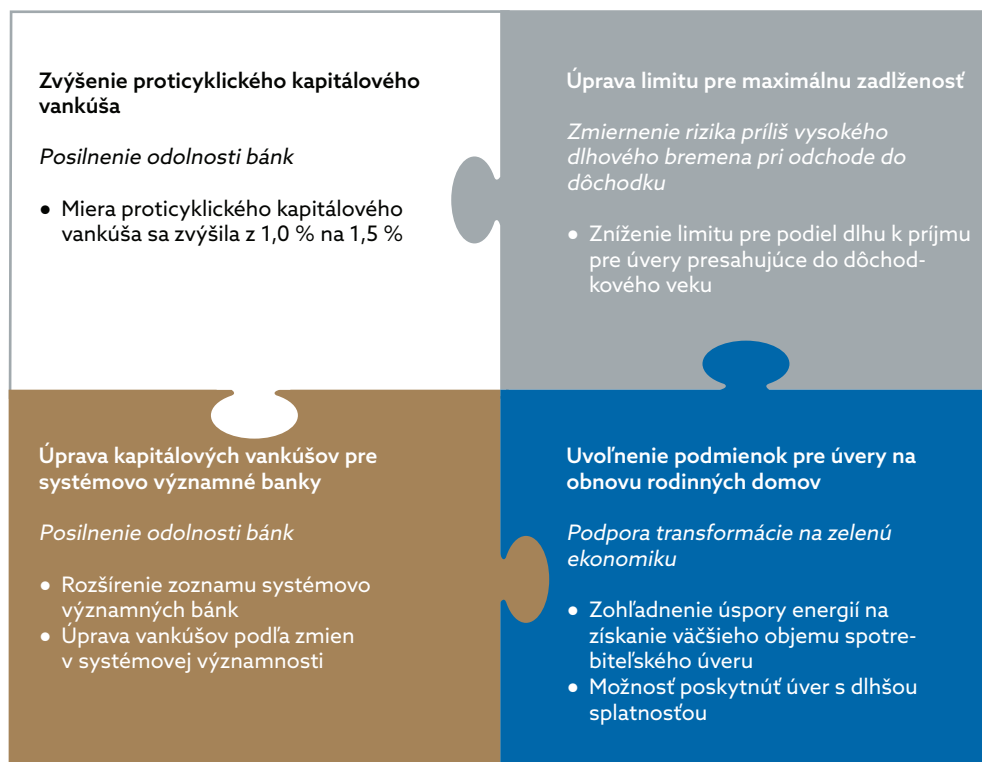 Zvýšenie proticyklického kapitálového
vankúša
Posilnenie odolnosti bánk
● Miera proticyklického kapitálového
vankúša sa zvýšila z 1,0 % na 1,5 %
Úprava limitu pre maximálnu zadlženosť
Zmiernenie rizika príliš vysokého
dlhového bremena pri odchode do
dôchodku
● Zníženie limitu pre podiel dlhu k príjmu
pre úvery presahujúce do dôchod-
kového veku
Úprava kapitálových vankúšov pre
systémovo významné banky
Posilnenie odolnosti bánk
● Rozšírenie zoznamu systémovo
významných bánk
● Úprava vankúšov podľa zmien
v systémovej významnosti
Uvoľnenie podmienok pre úvery na
obnovu rodinných domov
Podpora transformácie na zelenú
ekonomiku
● Zohľadnenie úspory energií na
získanie väčšieho objemu spotre-
biteľského úveru
● Možnosť poskytnúť úver s dlhšou
splatnosťou